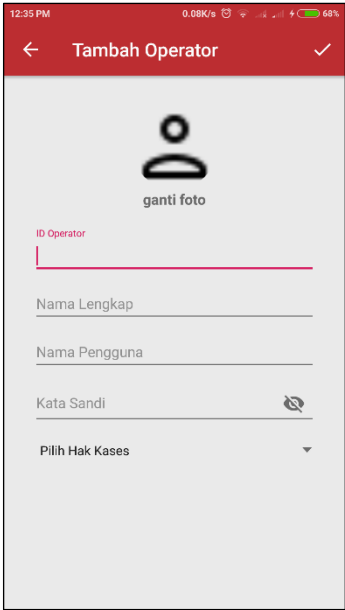 12:35 PM 0.08K/s 68%
Tambah Operator
ganti foto
ID Operator
Nama Lengkap
Nama Pengguna
Kata Sandi
Pilih Hak Kases